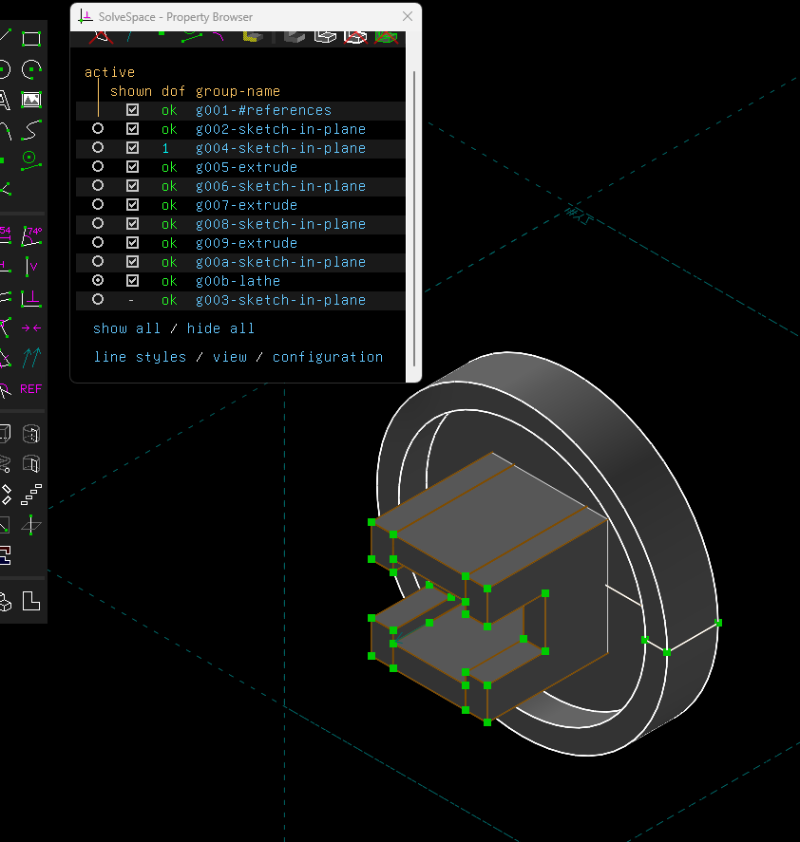 SolveSpace - Property Browser
active
shown dof group-name
ok g001-#references
ok g002-sketch-in-plane
1 g004-sketch-in-plane
ok g005-extrude
ok g006-sketch-in-plane
ok g007-extrude
ok g008-sketch-in-plane
ok g009-extrude
ok g00a-sketch-in-plane
ok g00b-lathe
- ok g003-sketch-in-plane
show all / hide all
line styles / view / configuration
54 74°
V
REF